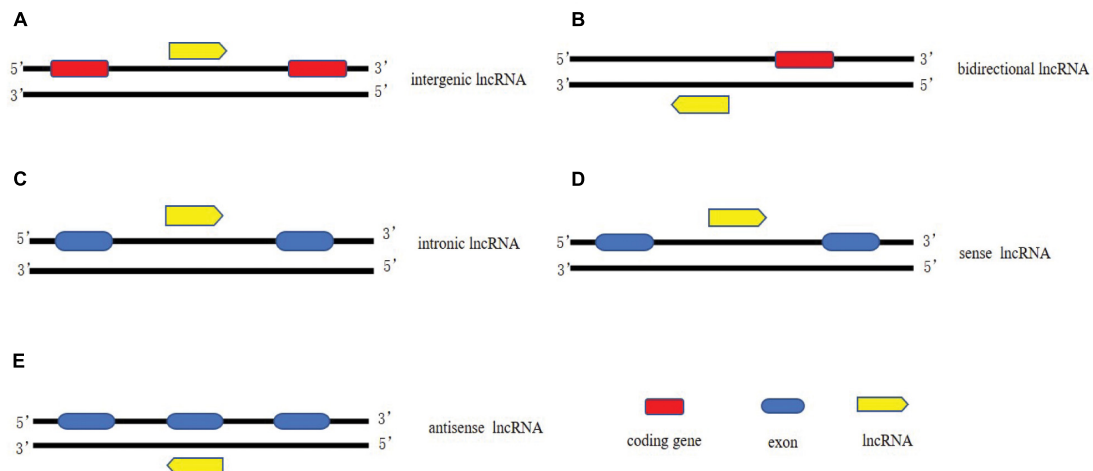 A
5' 3'
3' 5'
intergenic lncRNA
B
5' 3'
3' 5'
bidirectional lncRNA
C
5' 3'
3' 5'
intronic lncRNA
D
5' 3'
3' 5'
sense lncRNA
E
5' 3'
3' 5'
antisense lncRNA
coding gene exon lncRNA